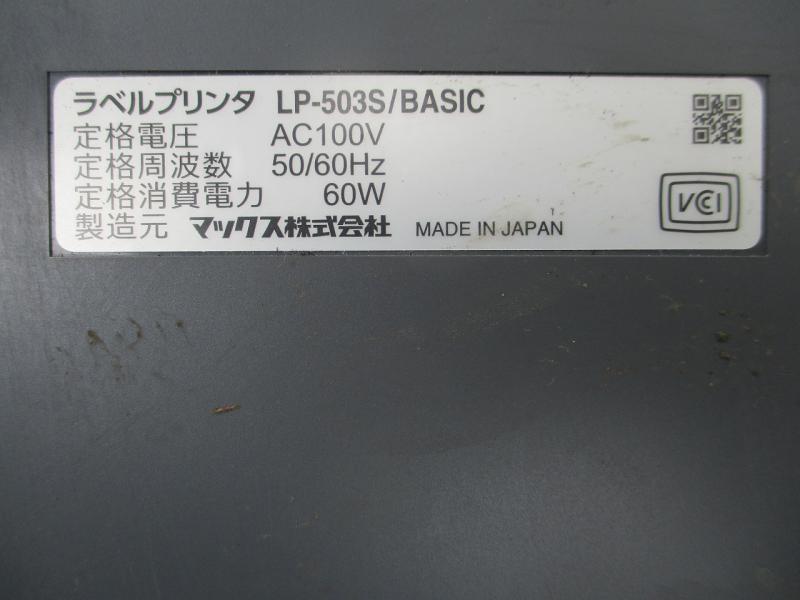 ラベルプリンタ LP-503S/BASIC
定格電圧 AC100V
定格周波数 50/60Hz
定格消費電力 60W
製造元 マックス株式会社 MADE IN JAPAN
VCCI